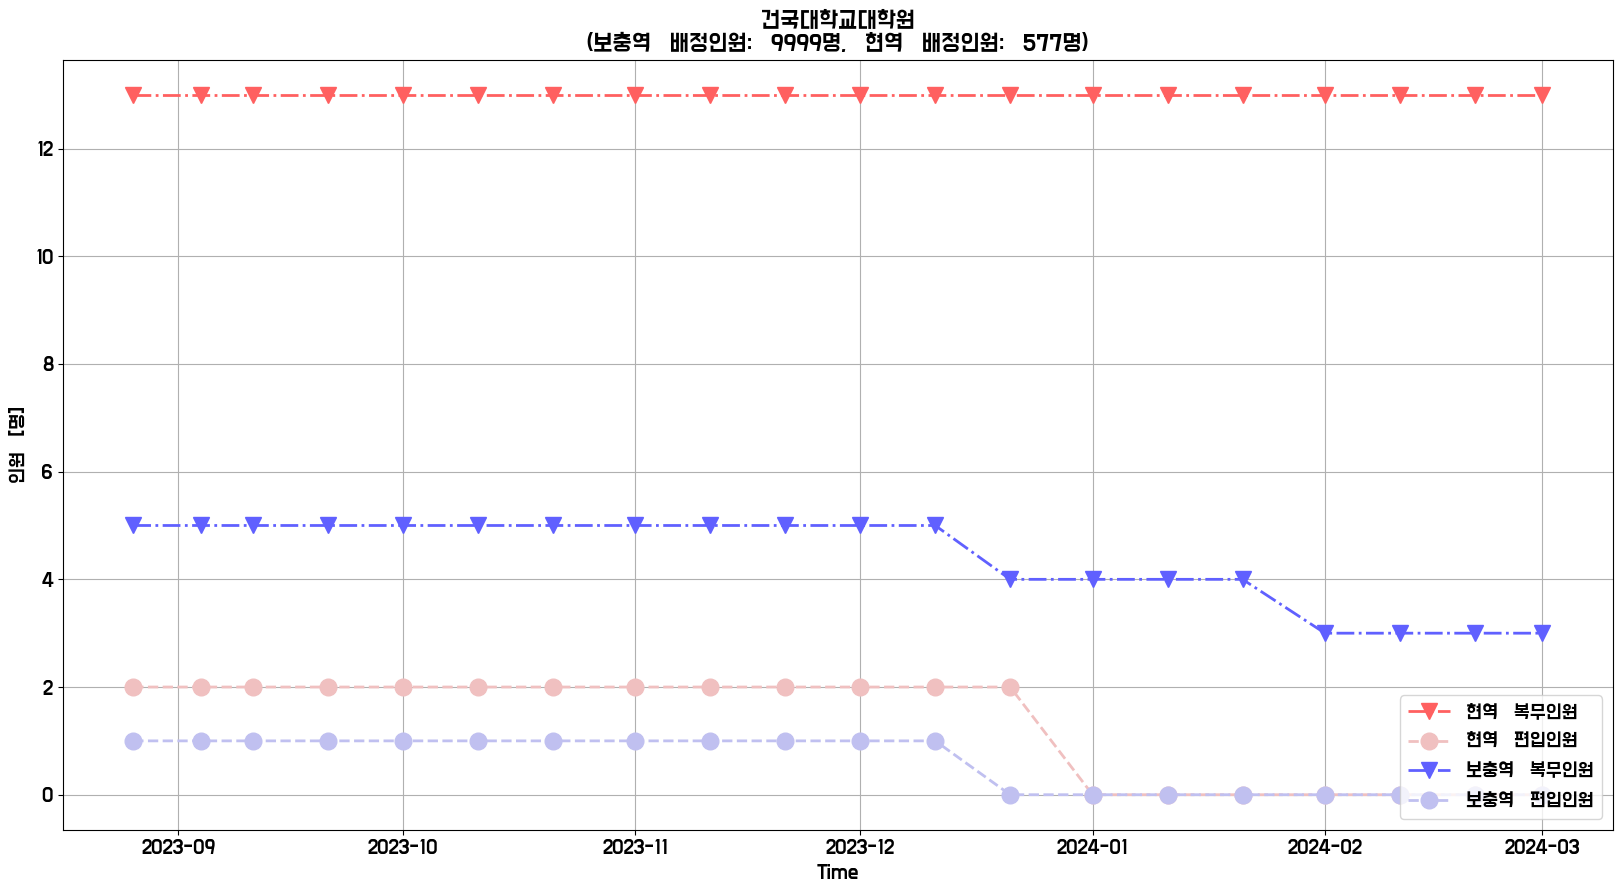 건국대학교대학원
(보충역 배정인원: 9999명, 현역 배정인원: 577명)
12
10
8
6
4
2
0
인원 [명]
2023-09
2023-10
2023-11
2023-12
2024-01
2024-02
2024-03
Time
현역 복무인원
현역 편입인원
보충역 복무인원
보충역 편입인원